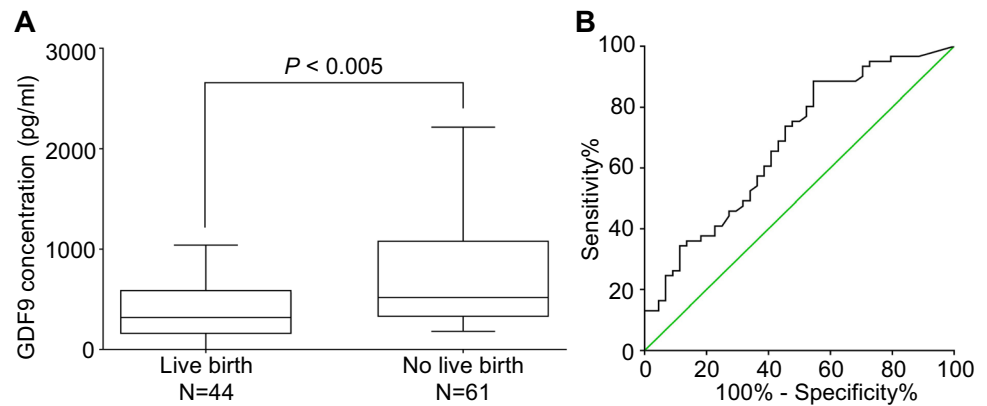 A
GDF9 concentration (pg/ml)
3000
2000
1000
0
P < 0.005
Live birth
N=44
No live birth
N=61
B
Sensitivity%
100
80
60
40
20
0
0 20 40 60 80 100
100% - Specificity%